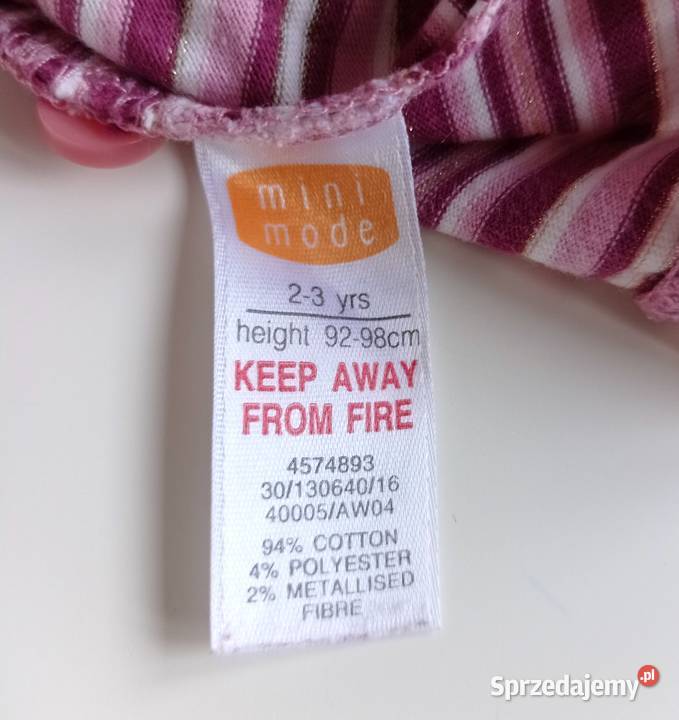 mini
mode
2-3 yrs
height 92-98cm
KEEP AWAY
FROM FIRE
4574893
30/130640/16
40005/AW04
94% COTTON
4% POLYESTER
2% METALLISED
FIBRE
Sprzedajemy.pl